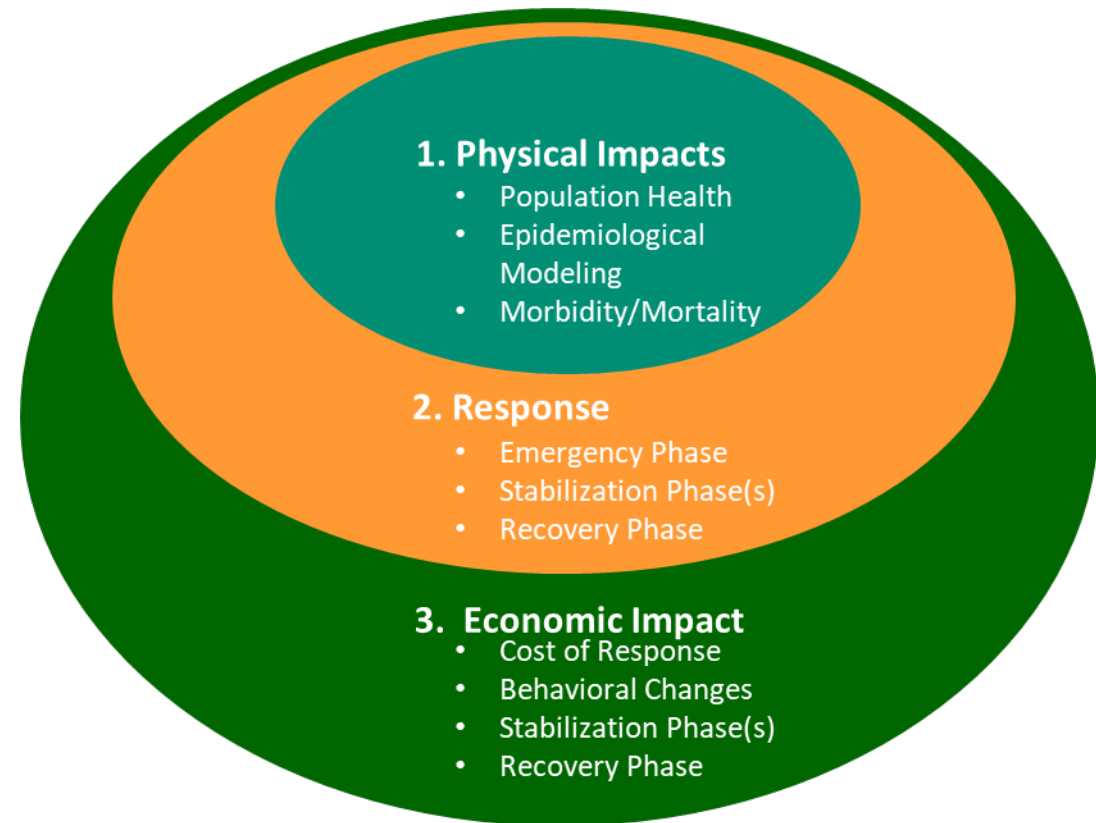 1. Physical Impacts
• Population Health
• Epidemiological
Modeling
• Morbidity/Mortality
2. Response
• Emergency Phase
• Stabilization Phase(s)
• Recovery Phase
3. Economic Impact
• Cost of Response
• Behavioral Changes
• Stabilization Phase(s)
• Recovery Phase